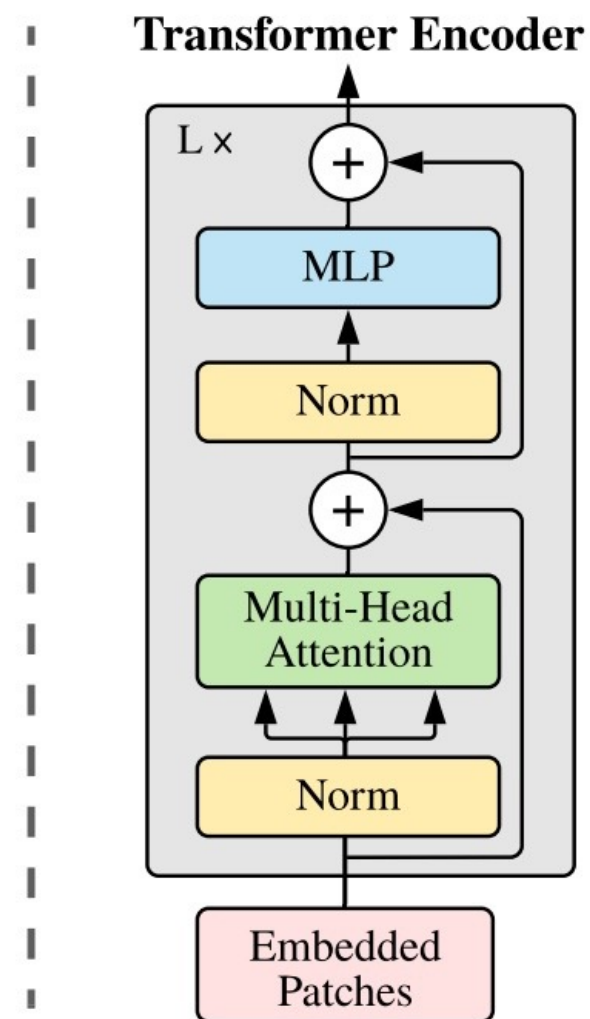 Transformer Encoder
L ×
+
MLP
Norm
+
Multi-Head
Attention
Norm
Embedded
Patches